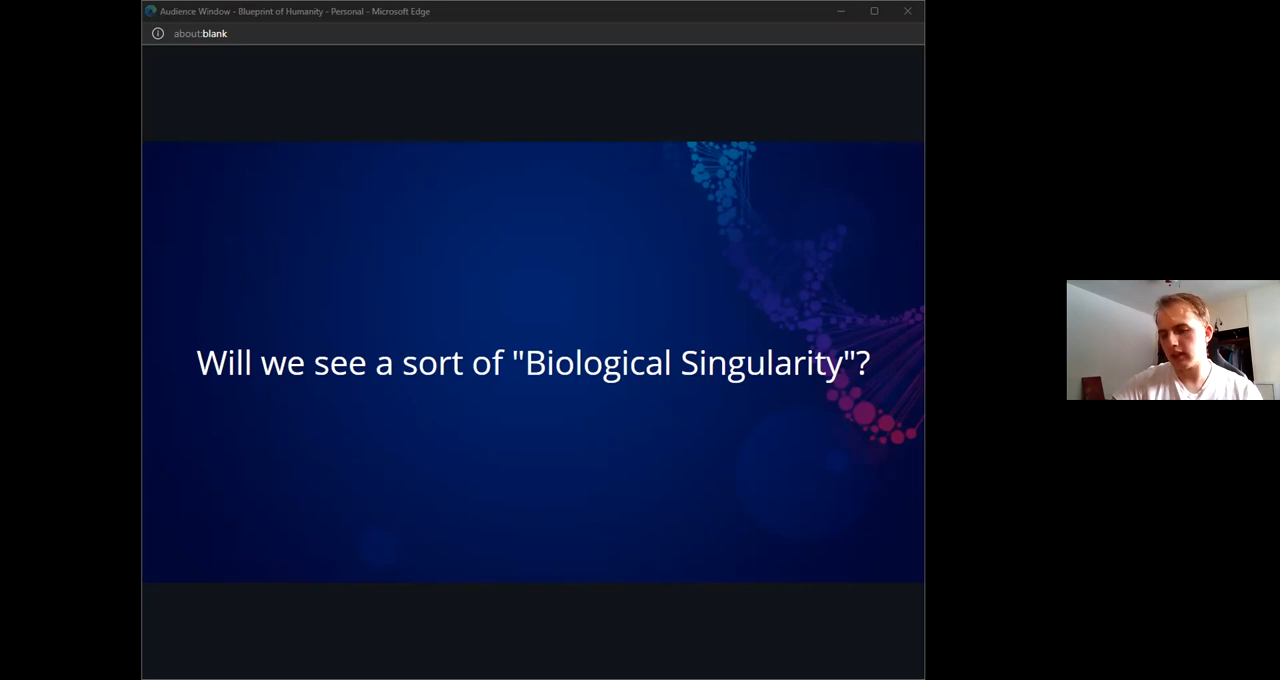 Audience Window - Blueprint of Humanity - Personal - Microsoft Edge
about:blank
Will we see a sort of "Biological Singularity"?